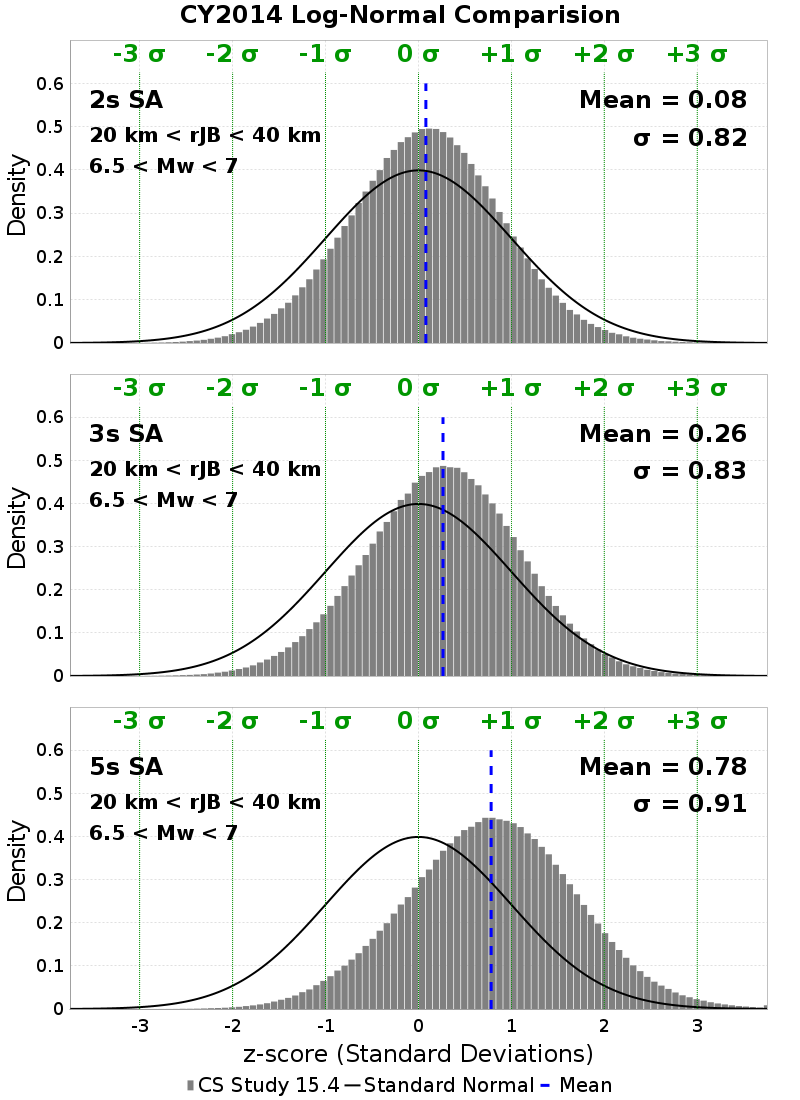 CY2014 Log-Normal Comparision
-3 σ -2 σ -1 σ 0 σ +1 σ +2 σ +3 σ
0.6
2s SA Mean = 0.08
0.5
20 km < rJB < 40 km σ = 0.82
6.5 < Mw < 7
0.4
Density
0.3
0.2
0.1
0
-3 σ -2 σ -1 σ 0 σ +1 σ +2 σ +3 σ
0.6
3s SA Mean = 0.26
0.5
20 km < rJB < 40 km σ = 0.83
6.5 < Mw < 7
0.4
Density
0.3
0.2
0.1
0
-3 σ -2 σ -1 σ 0 σ +1 σ +2 σ +3 σ
0.6
5s SA Mean = 0.78
0.5
20 km < rJB < 40 km σ = 0.91
6.5 < Mw < 7
0.4
Density
0.3
0.2
0.1
0
-3 -2 -1 0 1 2 3
z-score (Standard Deviations)
CS Study 15.4 Standard Normal Mean